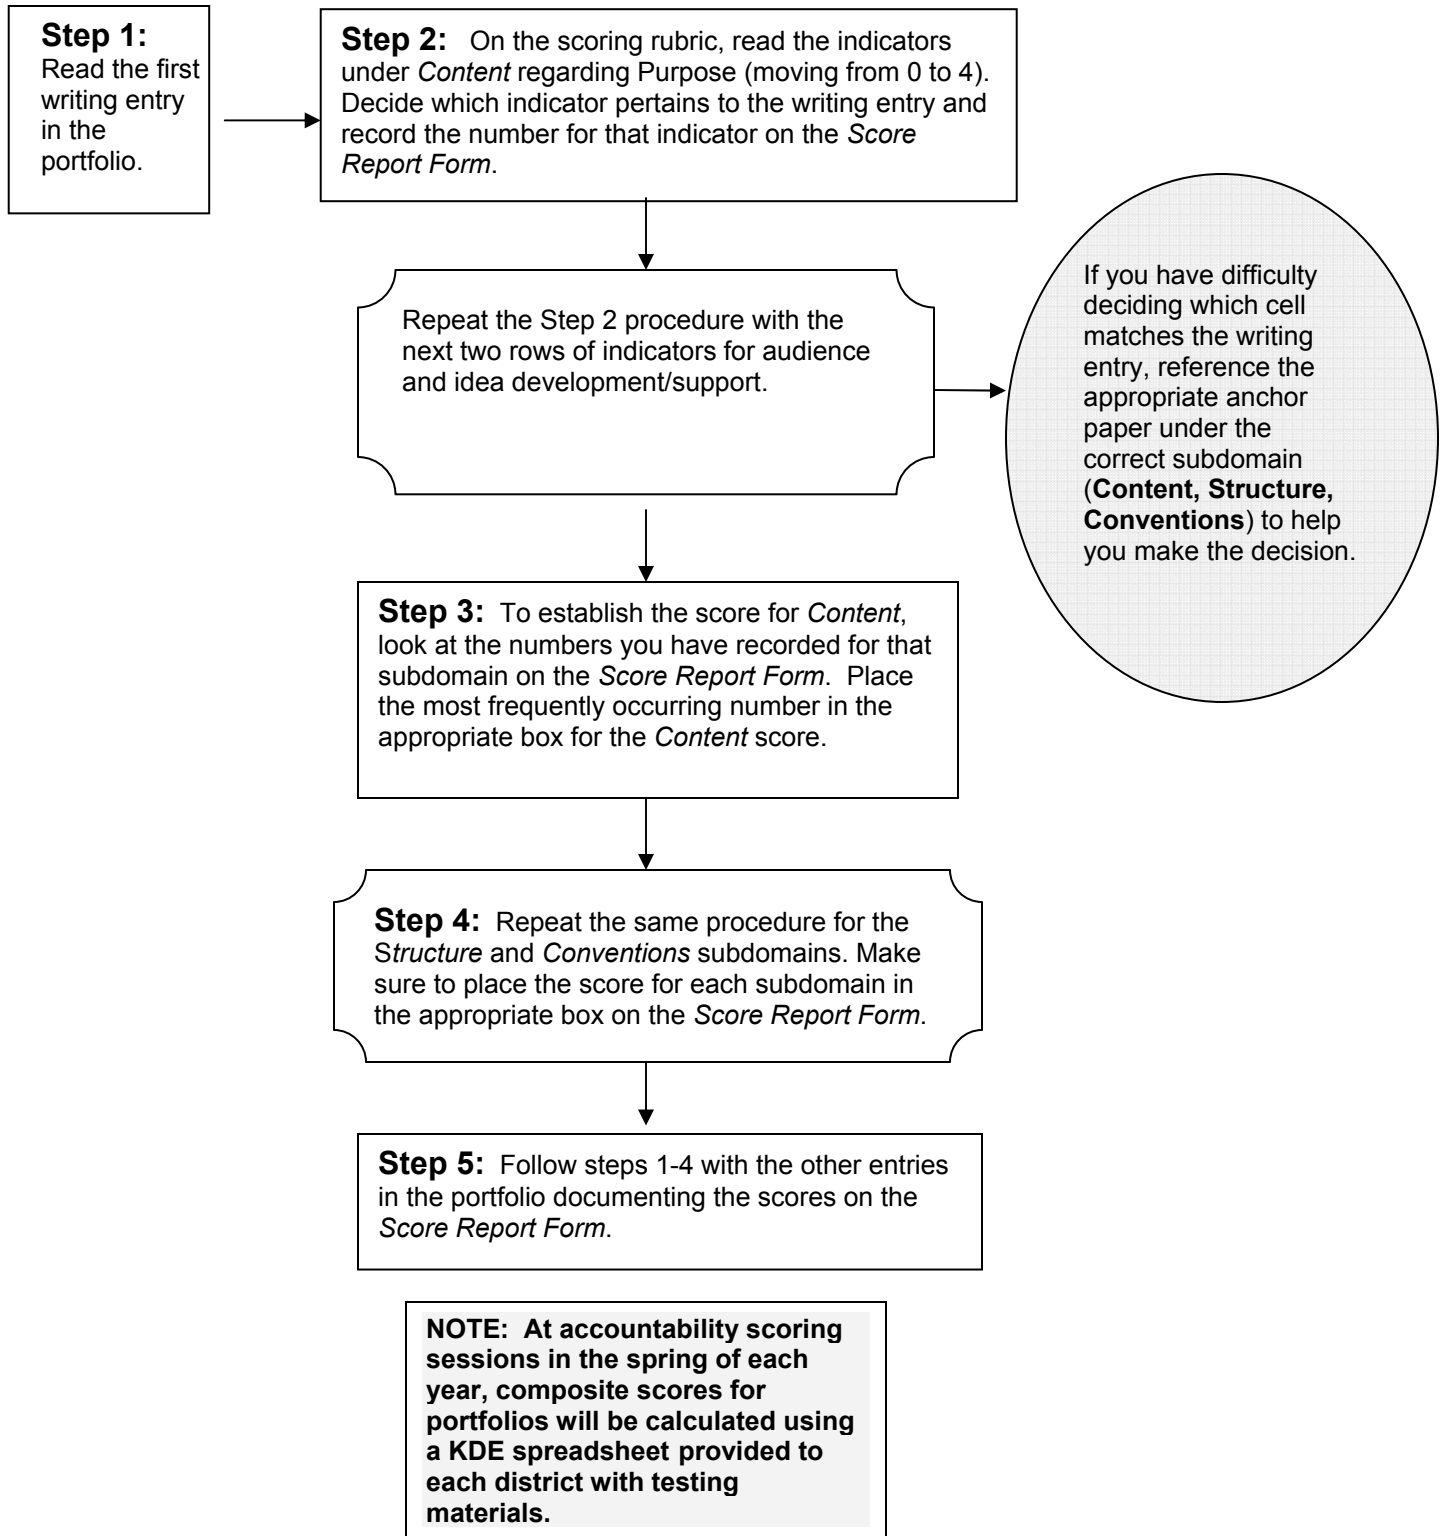 Step 1:
Read the first
writing entry
in the
portfolio.
Step 2: On the scoring rubric, read the indicators
under Content regarding Purpose (moving from 0 to 4).
Decide which indicator pertains to the writing entry and
record the number for that indicator on the Score
Report Form.
Repeat the Step 2 procedure with the
next two rows of indicators for audience
and idea development/support.
If you have difficulty
deciding which cell
matches the writing
entry, reference the
appropriate anchor
paper under the
correct subdomain
(Content, Structure,
Conventions) to help
you make the decision.
Step 3: To establish the score for Content,
look at the numbers you have recorded for that
subdomain on the Score Report Form. Place
the most frequently occurring number in the
appropriate box for the Content score.
Step 4: Repeat the same procedure for the
Structure and Conventions subdomains. Make
sure to place the score for each subdomain in
the appropriate box on the Score Report Form.
Step 5: Follow steps 1-4 with the other entries
in the portfolio documenting the scores on the
Score Report Form.
NOTE: At accountability scoring
sessions in the spring of each
year, composite scores for
portfolios will be calculated using
a KDE spreadsheet provided to
each district with testing
materials.